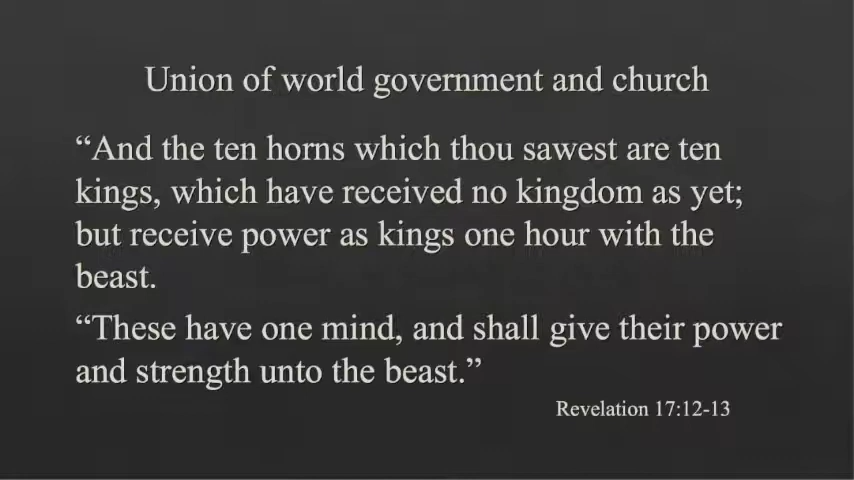 Union of world government and church
“And the ten horns which thou sawest are ten
kings, which have received no kingdom as yet;
but receive power as kings one hour with the
beast.
“These have one mind, and shall give their power
and strength unto the beast.”
Revelation 17:12-13